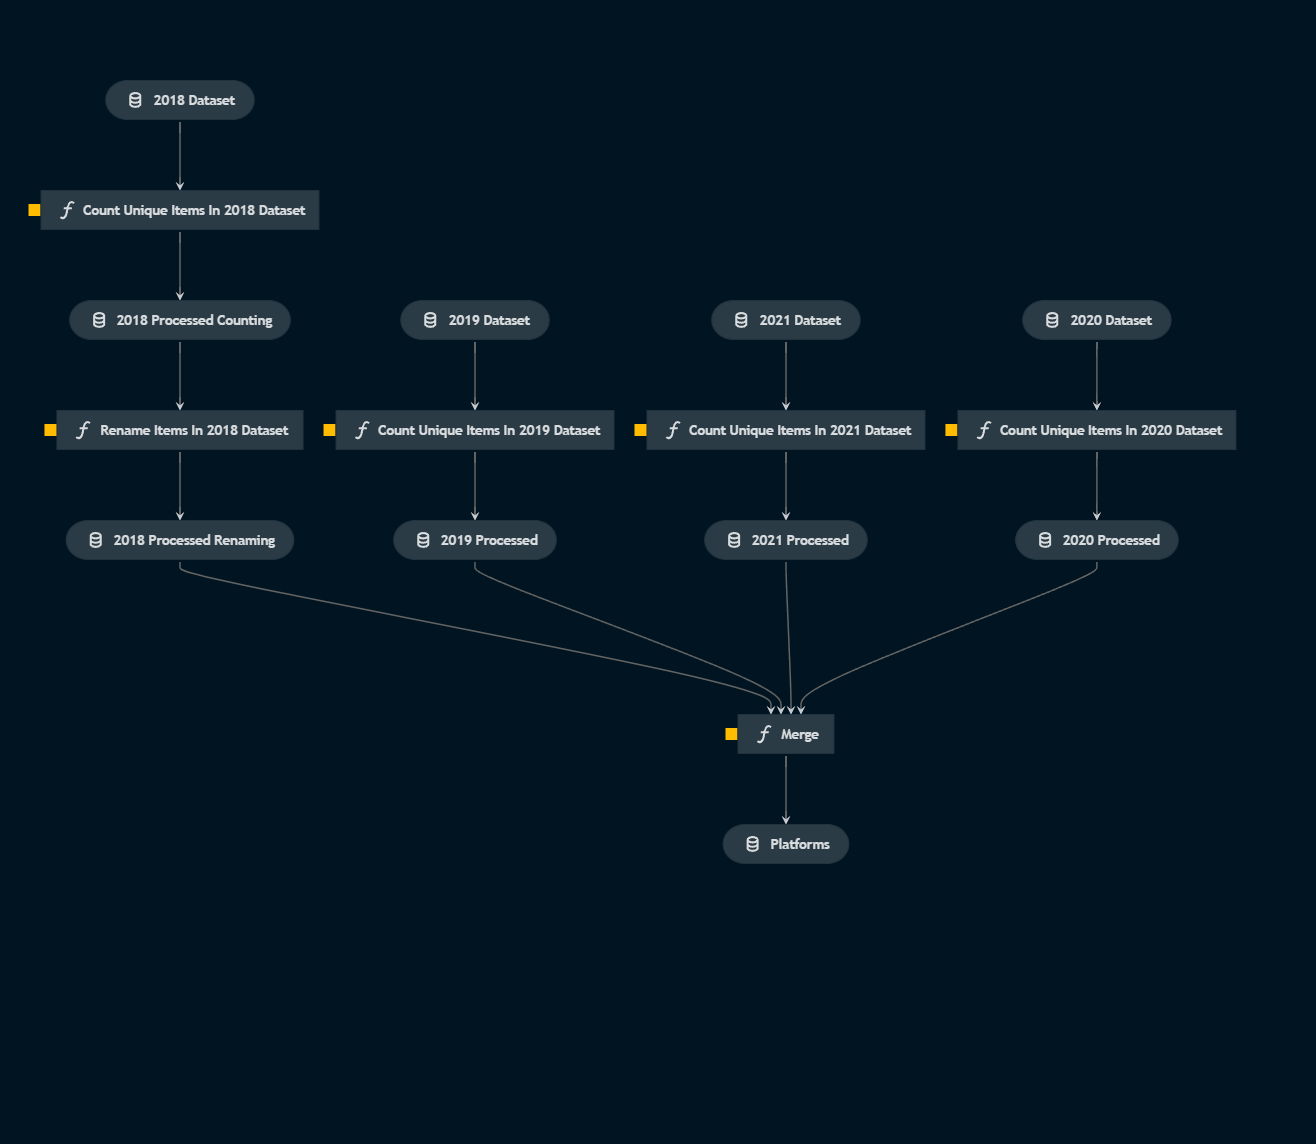 2018 Dataset
Count Unique Items In 2018 Dataset
2018 Processed Counting
2019 Dataset
2021 Dataset
2020 Dataset
Rename Items In 2018 Dataset
Count Unique Items In 2019 Dataset
Count Unique Items In 2021 Dataset
Count Unique Items In 2020 Dataset
2018 Processed Renaming
2019 Processed
2021 Processed
2020 Processed
Merge
Platforms